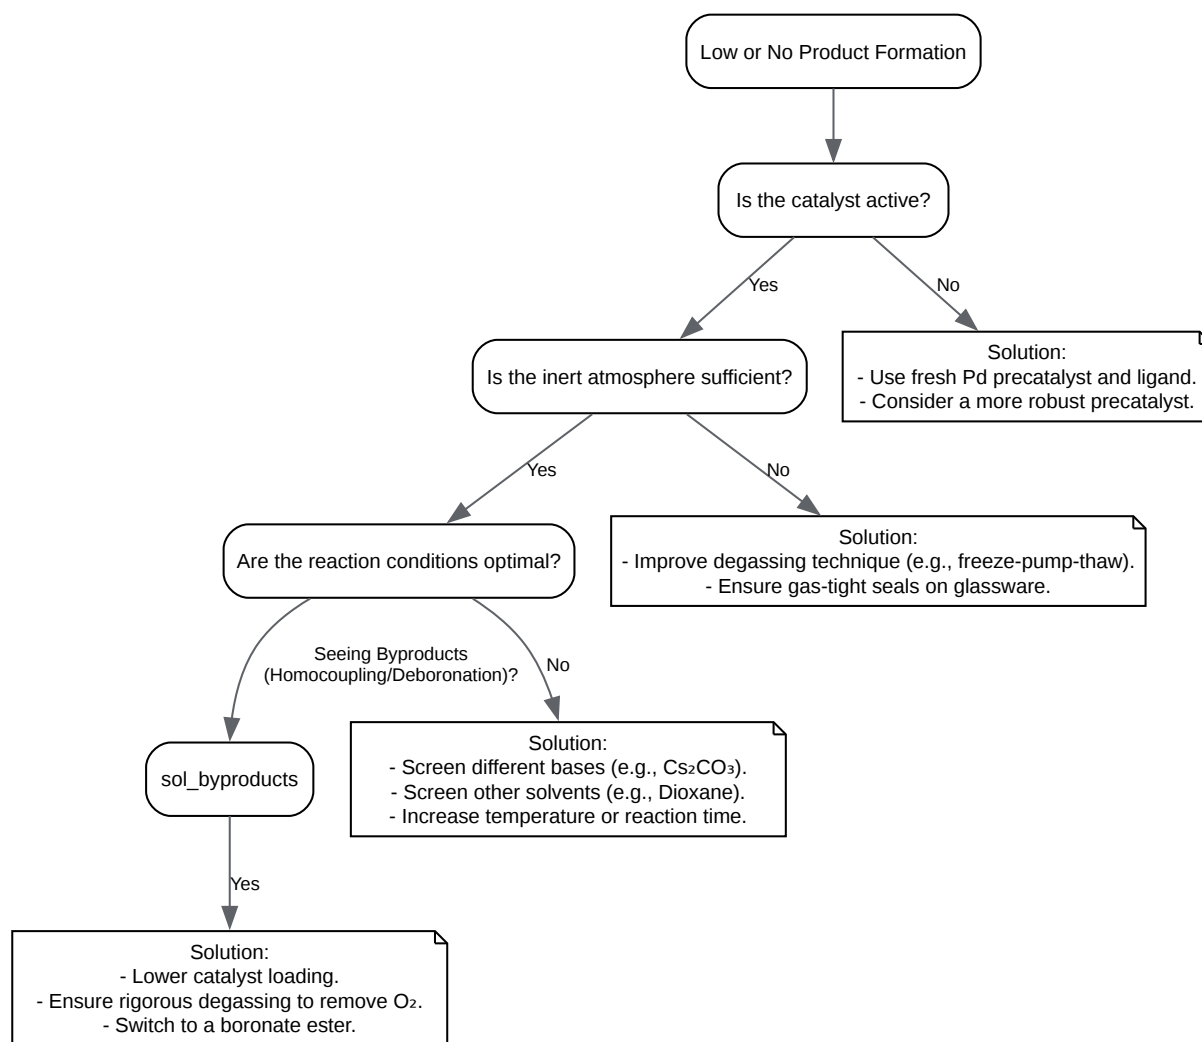 Low or No Product Formation
Is the catalyst active?
Yes
No
Is the inert atmosphere sufficient?
Solution:
- Use fresh Pd precatalyst and ligand.
- Consider a more robust precatalyst.
Yes
No
Are the reaction conditions optimal?
Solution:
- Improve degassing technique (e.g., freeze-pump-thaw).
- Ensure gas-tight seals on glassware.
Seeing Byproducts
(Homocoupling/Deboronation)?
No
sol_byproducts
Solution:
- Screen different bases (e.g., Cs₂CO₃).
- Screen other solvents (e.g., Dioxane).
- Increase temperature or reaction time.
Yes
Solution:
- Lower catalyst loading.
- Ensure rigorous degassing to remove O₂.
- Switch to a boronate ester.